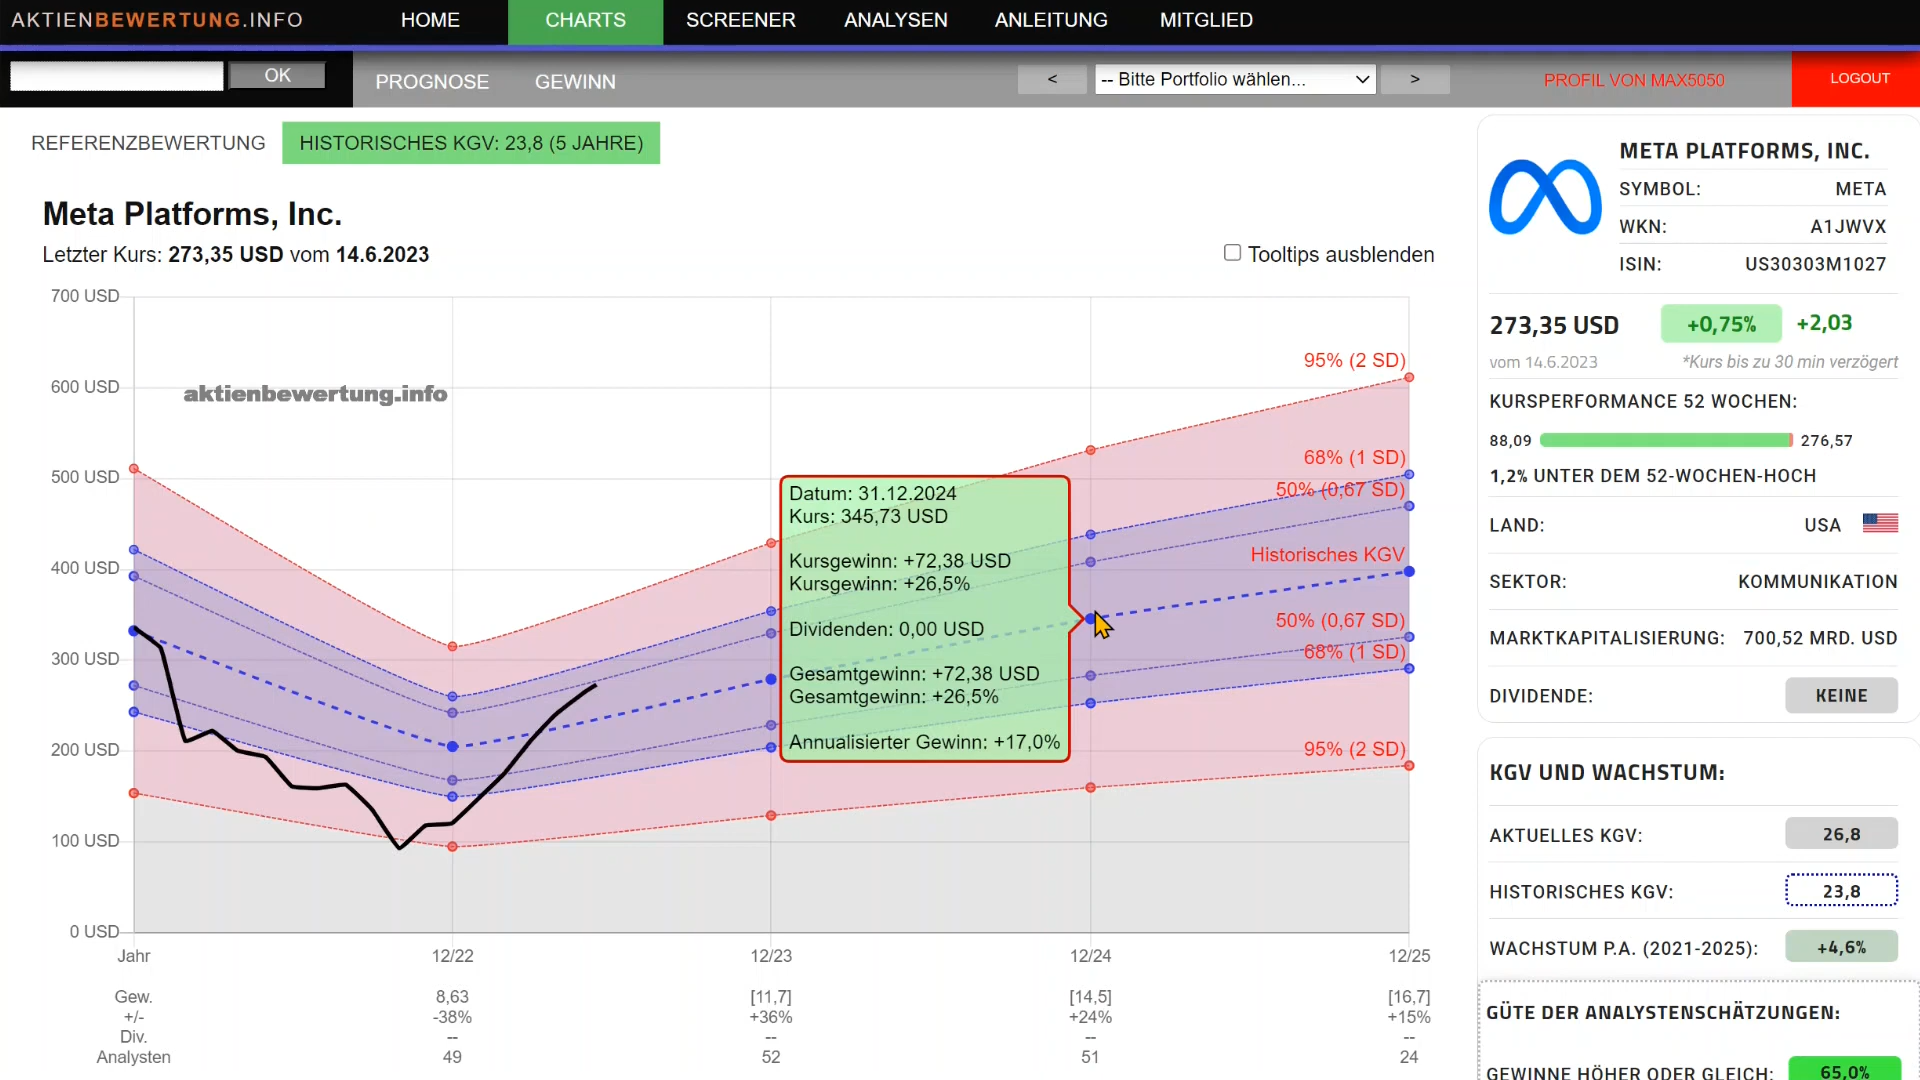 AKTIENBEWERTUNG.INFO
HOME
CHARTS
SCREENER
ANALYSEN
ANLEITUNG
MITGLIED
OK
PROGNOSE
GEWINN
<
-- Bitte Portfolio wählen...
>
PROFIL VON MAX5050
LOGOUT
REFERENZBEWERTUNG
HISTORISCHES KGV: 23,8 (5 JAHRE)
Meta Platforms, Inc.
Letzter Kurs: 273,35 USD vom 14.6.2023
Tooltips ausblenden
700 USD
600 USD
500 USD
400 USD
300 USD
200 USD
100 USD
0 USD
aktienbewertung.info
95% (2 SD)
68% (1 SD)
50% (0,67 SD)
Historisches KGV
50% (0,67 SD)
68% (1 SD)
95% (2 SD)
Datum: 31.12.2024
Kurs: 345,73 USD
Kursgewinn: +72,38 USD
Kursgewinn: +26,5%
Dividenden: 0,00 USD
Gesamtgewinn: +72,38 USD
Gesamtgewinn: +26,5%
Annualisierter Gewinn: +17,0%
Jahr 12/22 12/23 12/24 12/25
Gew. 8,63 [11,7] [14,5] [16,7]
+/- -38% +36% +24% +15%
Div. -- -- -- --
Analysten 49 52 51 24
META PLATFORMS, INC.
SYMBOL: META
WKN: A1JWVX
ISIN: US30303M1027
273,35 USD +0,75% +2,03
vom 14.6.2023 *Kurs bis zu 30 min verzögert
KURSPERFORMANCE 52 WOCHEN:
88,09 276,57
1,2% UNTER DEM 52-WOCHEN-HOCH
LAND: USA
SEKTOR: KOMMUNIKATION
MARKTKAPITALISIERUNG: 700,52 MRD. USD
DIVIDENDE: KEINE
KGV UND WACHSTUM:
AKTUELLES KGV: 26,8
HISTORISCHES KGV: 23,8
WACHSTUM P.A. (2021-2025): +4,6%
GÜTE DER ANALYSTENSCHÄTZUNGEN:
GEWINNE HÖHER ODER GLEICH: 65,0%